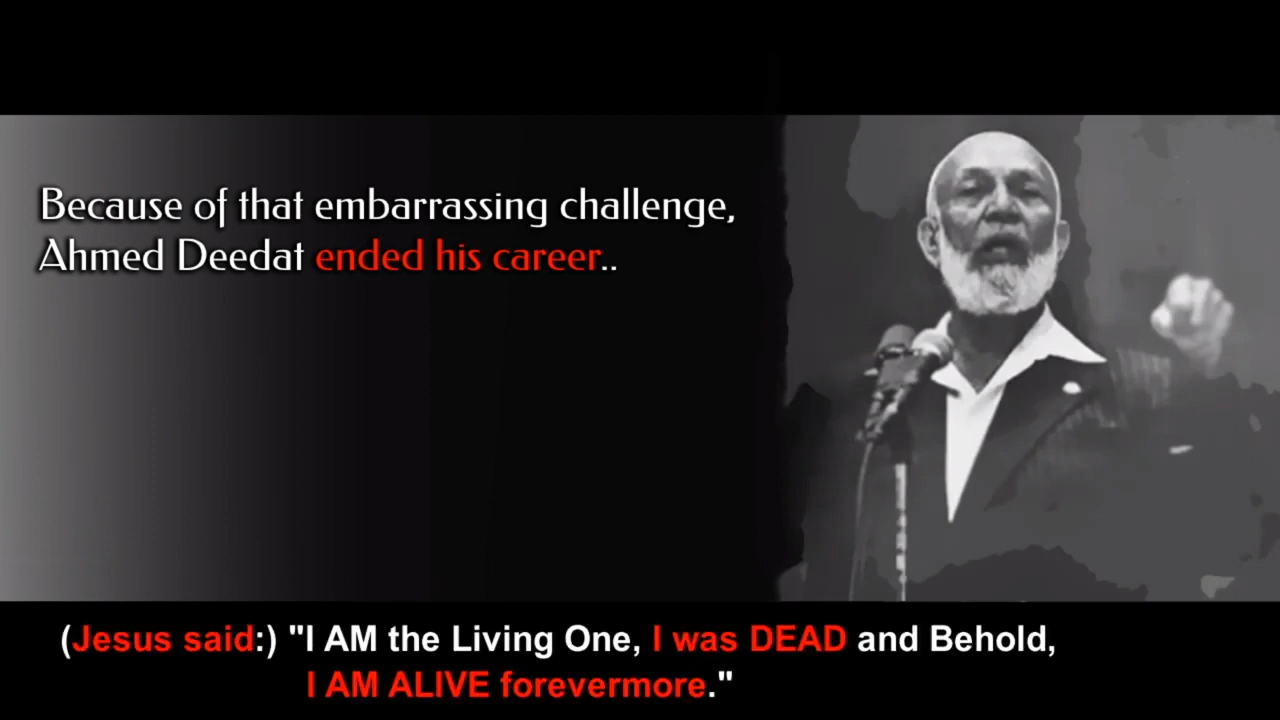 Because of that embarrassing challenge,
Ahmed Deedat ended his career..
(Jesus said:) "I AM the Living One, I was DEAD and Behold,
I AM ALIVE forevermore."